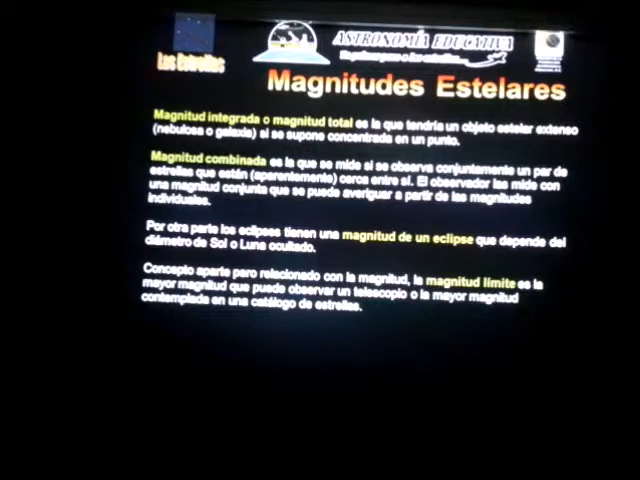 Las Estrellas
ASTRONOMÍA EDUCATIVA
Magnitudes Estelares
Magnitud integrada o magnitud total es la que tendría un objeto estelar extenso
(nebulosa o galaxia) si se supone concentrada en un punto.
Magnitud combinada es la que se mide si se observa conjuntamente un par de
estrellas que están (aparentemente) cerca entre sí. El observador las mide con
una magnitud conjunta que se puede averiguar a partir de las magnitudes
individuales.
Por otra parte los eclipses tienen una magnitud de un eclipse que depende del
diámetro de Sol o Luna ocultado.
Concepto aparte pero relacionado con la magnitud, la magnitud límite es la
mayor magnitud que puede observar un telescopio o la mayor magnitud
contemplada en una catálogo de estrellas.